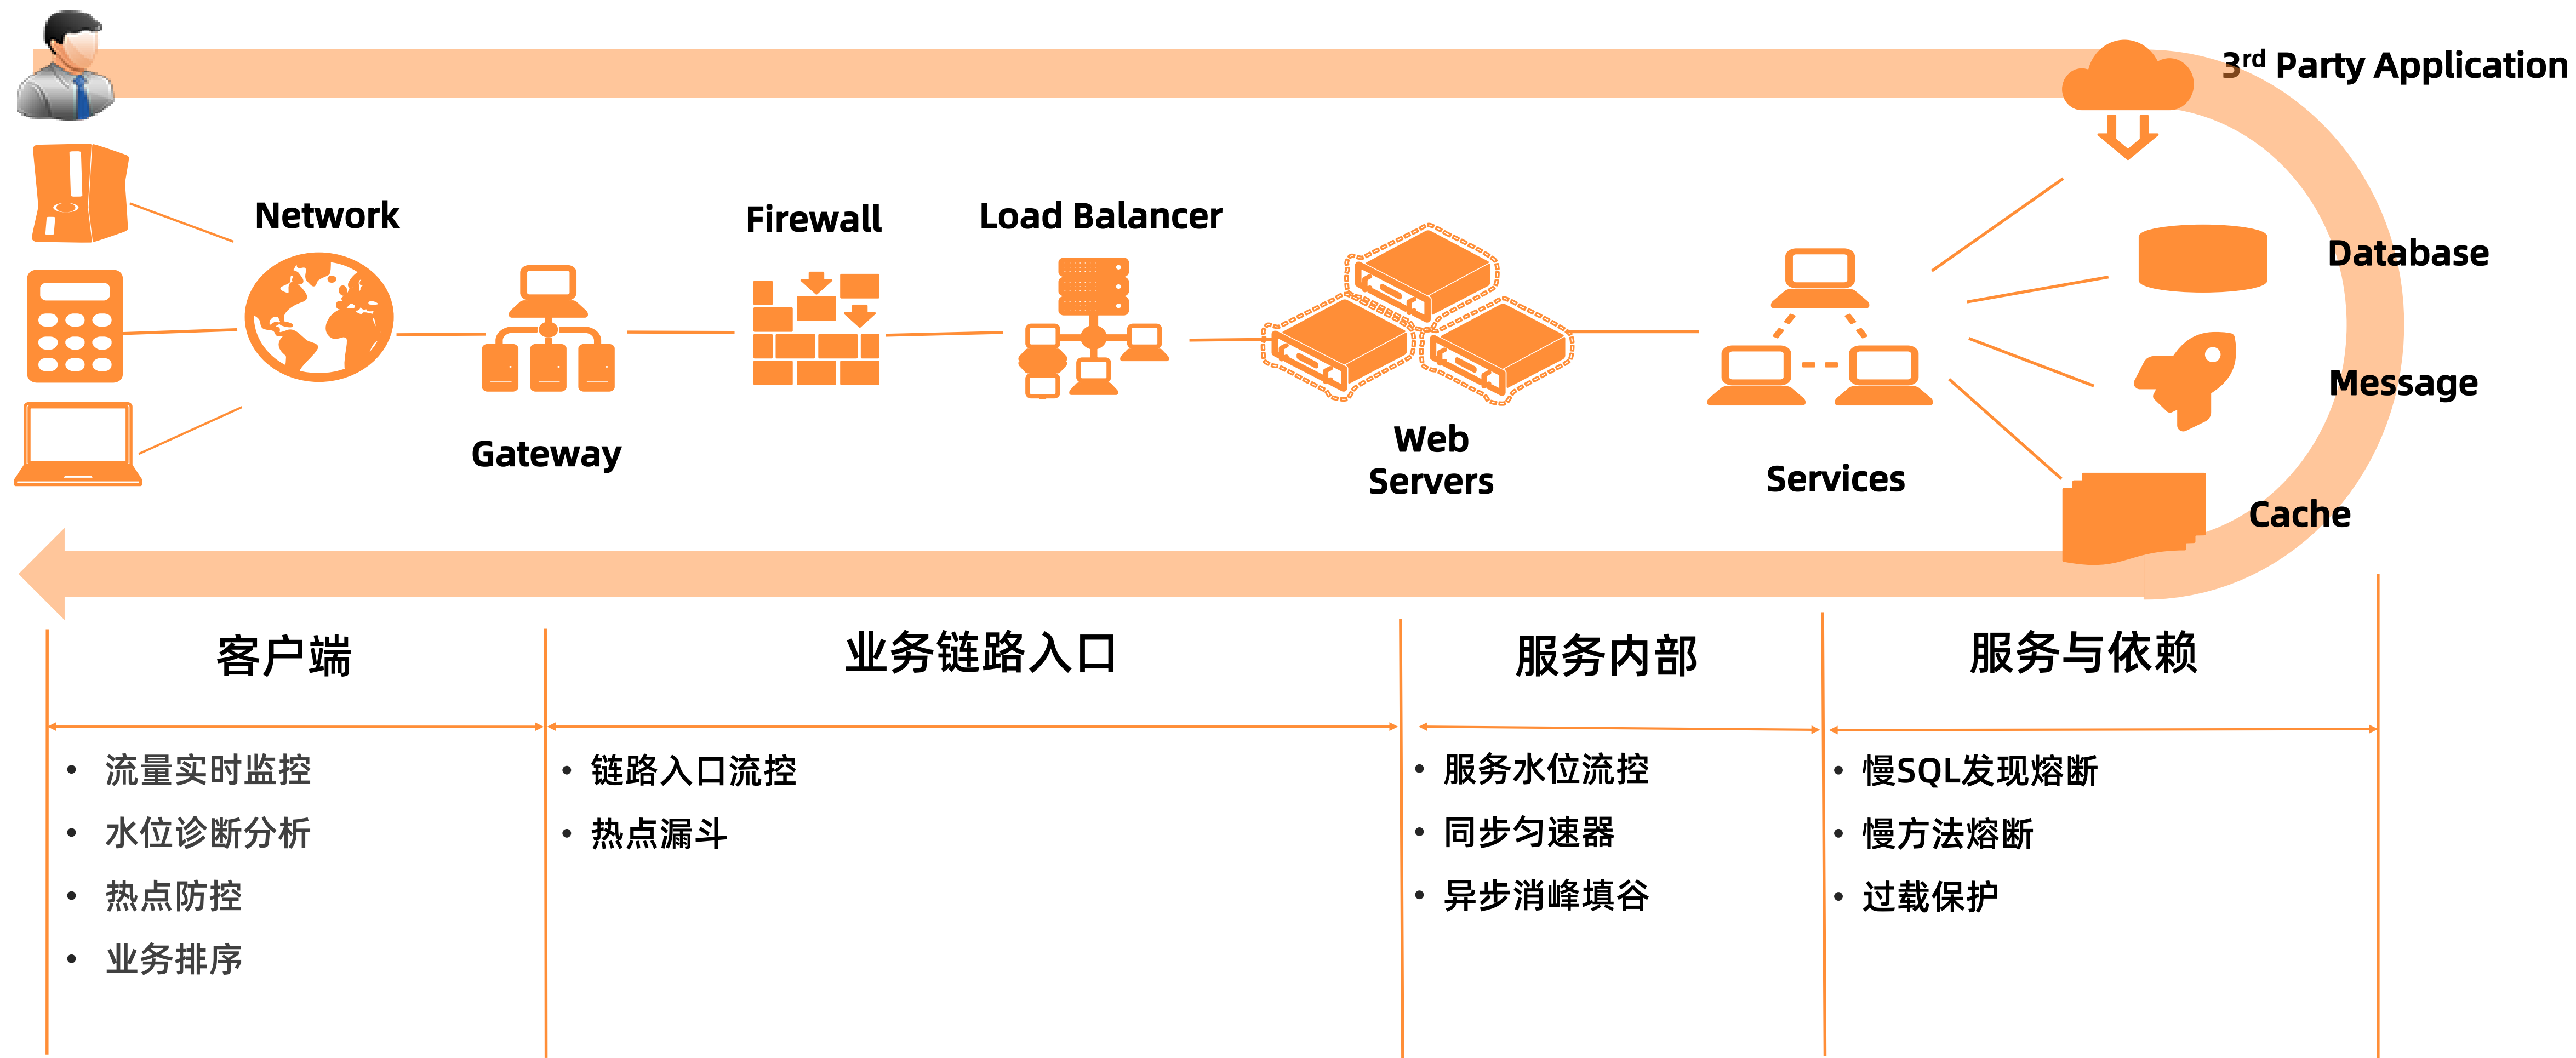 3rd Party Application
Network
Firewall
Load Balancer
Database
Message
Gateway
Web
Servers
Services
Cache
客户端
业务链路入口
服务内部
服务与依赖
• 流量实时监控
• 水位诊断分析
• 热点防控
• 业务排序
• 链路入口流控
• 热点漏斗
• 服务水位流控
• 同步匀速器
• 异步消峰填谷
• 慢SQL发现熔断
• 慢方法熔断
• 过载保护